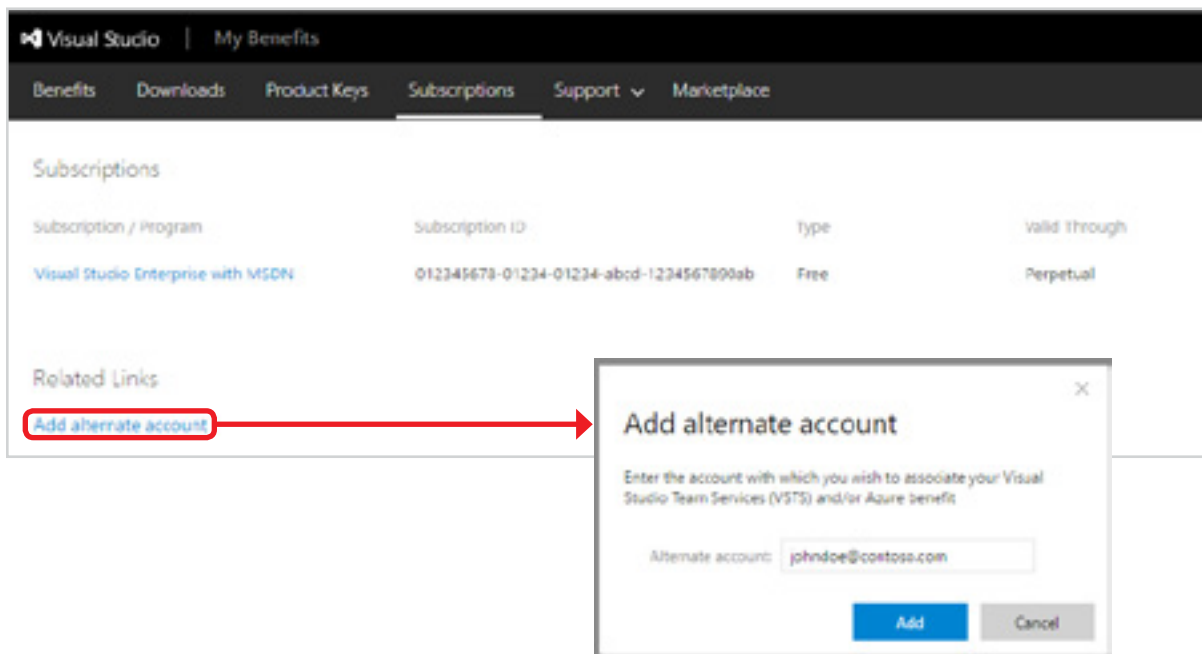 Visual Studio | My Benefits
Benefits Downloads Product Keys Subscriptions Support Marketplace
Subscriptions
Subscription / Program Subscription ID Type Valid Through
Visual Studio Enterprise with MSDN 012345678-01234-01234-abcd-1234567890ab Free Perpetual
Related Links
Add alternate account
Add alternate account
Enter the account with which you wish to associate your Visual
Studio Team Services (VSTS) and/or Azure benefit
Alternate account: johndoe@contoso.com
Add Cancel